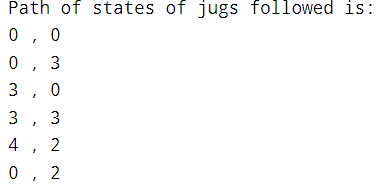 Path of states of jugs followed is:
0 , 0
0 , 3
3 , 0
3 , 3
4 , 2
0 , 2